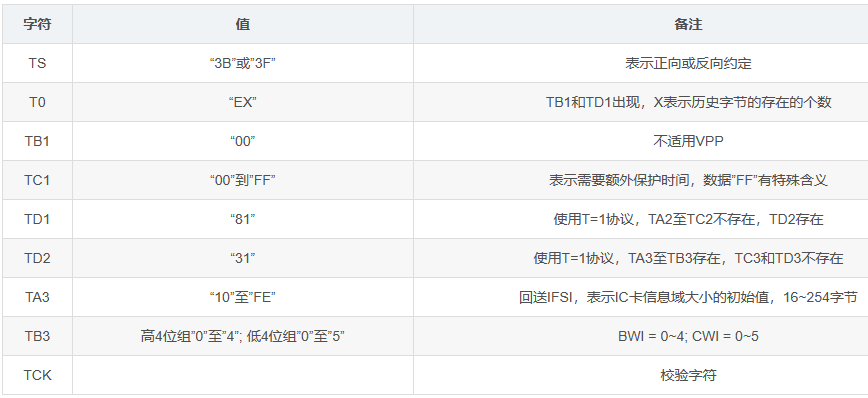 字符 值 备注
TS “3B”或”3F” 表示正向或反向约定
T0 “EX” TB1和TD1出现，X表示历史字节的存在的个数
TB1 “00” 不适用VPP
TC1 “00”到”FF” 表示需要额外保护时间，数据”FF”有特殊含义
TD1 “81” 使用T=1协议，TA2至TC2不存在，TD2存在
TD2 “31” 使用T=1协议，TA3至TB3存在，TC3和TD3不存在
TA3 “10”至”FE” 回送IFSI，表示IC卡信息域大小的初始值，16~254字节
TB3 高4位组”0”至”4”; 低4位组”0”至”5” BWI = 0~4; CWI = 0~5
TCK 校验字符